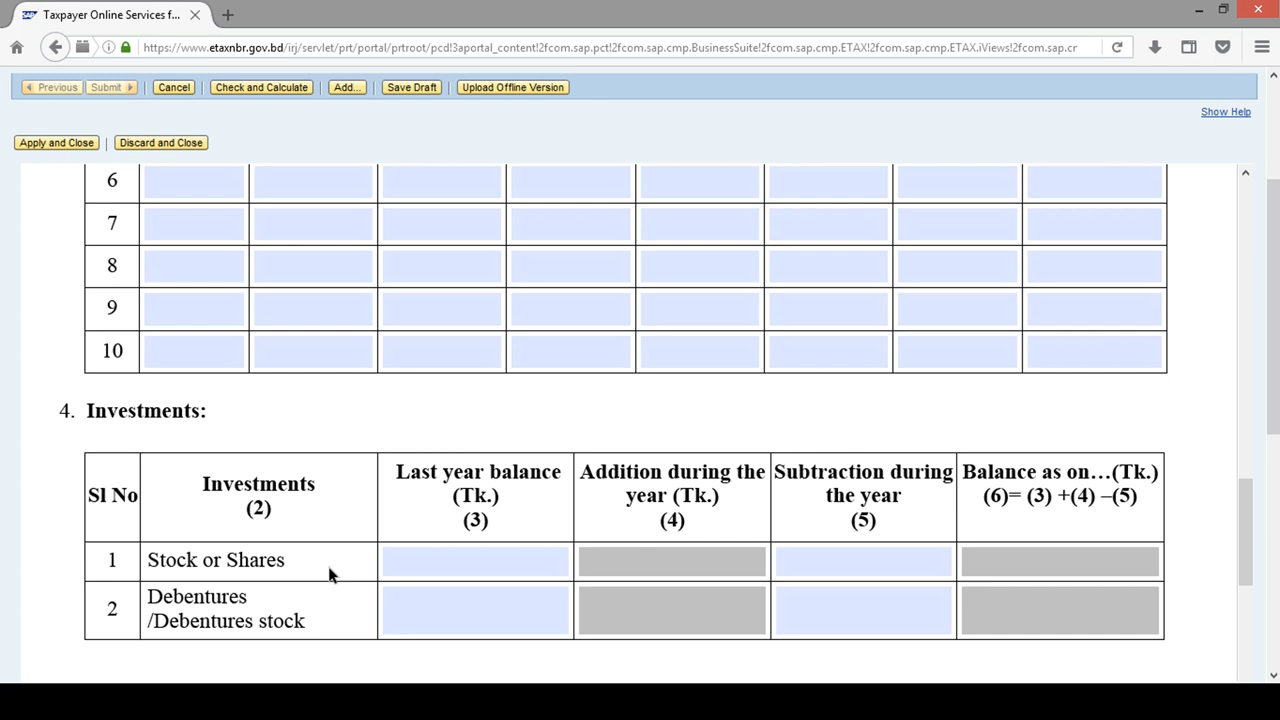 Taxpayer Online Services f...
https://www.etaxnbr.gov.bd/irj/servlet/prt/portal/prtroot/pcd!3aportal_content!2fcom.sap.pct!2fcom.sap.cmp.BusinessSuite!2fcom.sap.cmp.ETAX!2fcom.sap.cmp.ETAX.iViews!2fcom.sap.cr
Previous Submit Cancel Check and Calculate Add... Save Draft Upload Offline Version
Show Help
Apply and Close Discard and Close
6
7
8
9
10
4. Investments:
Sl No
Investments
(2)
Last year balance
(Tk.)
(3)
Addition during the
year (Tk.)
(4)
Subtraction during
the year
(5)
Balance as on…(Tk.)
(6)= (3) +(4) –(5)
1 Stock or Shares
2 Debentures
/Debentures stock